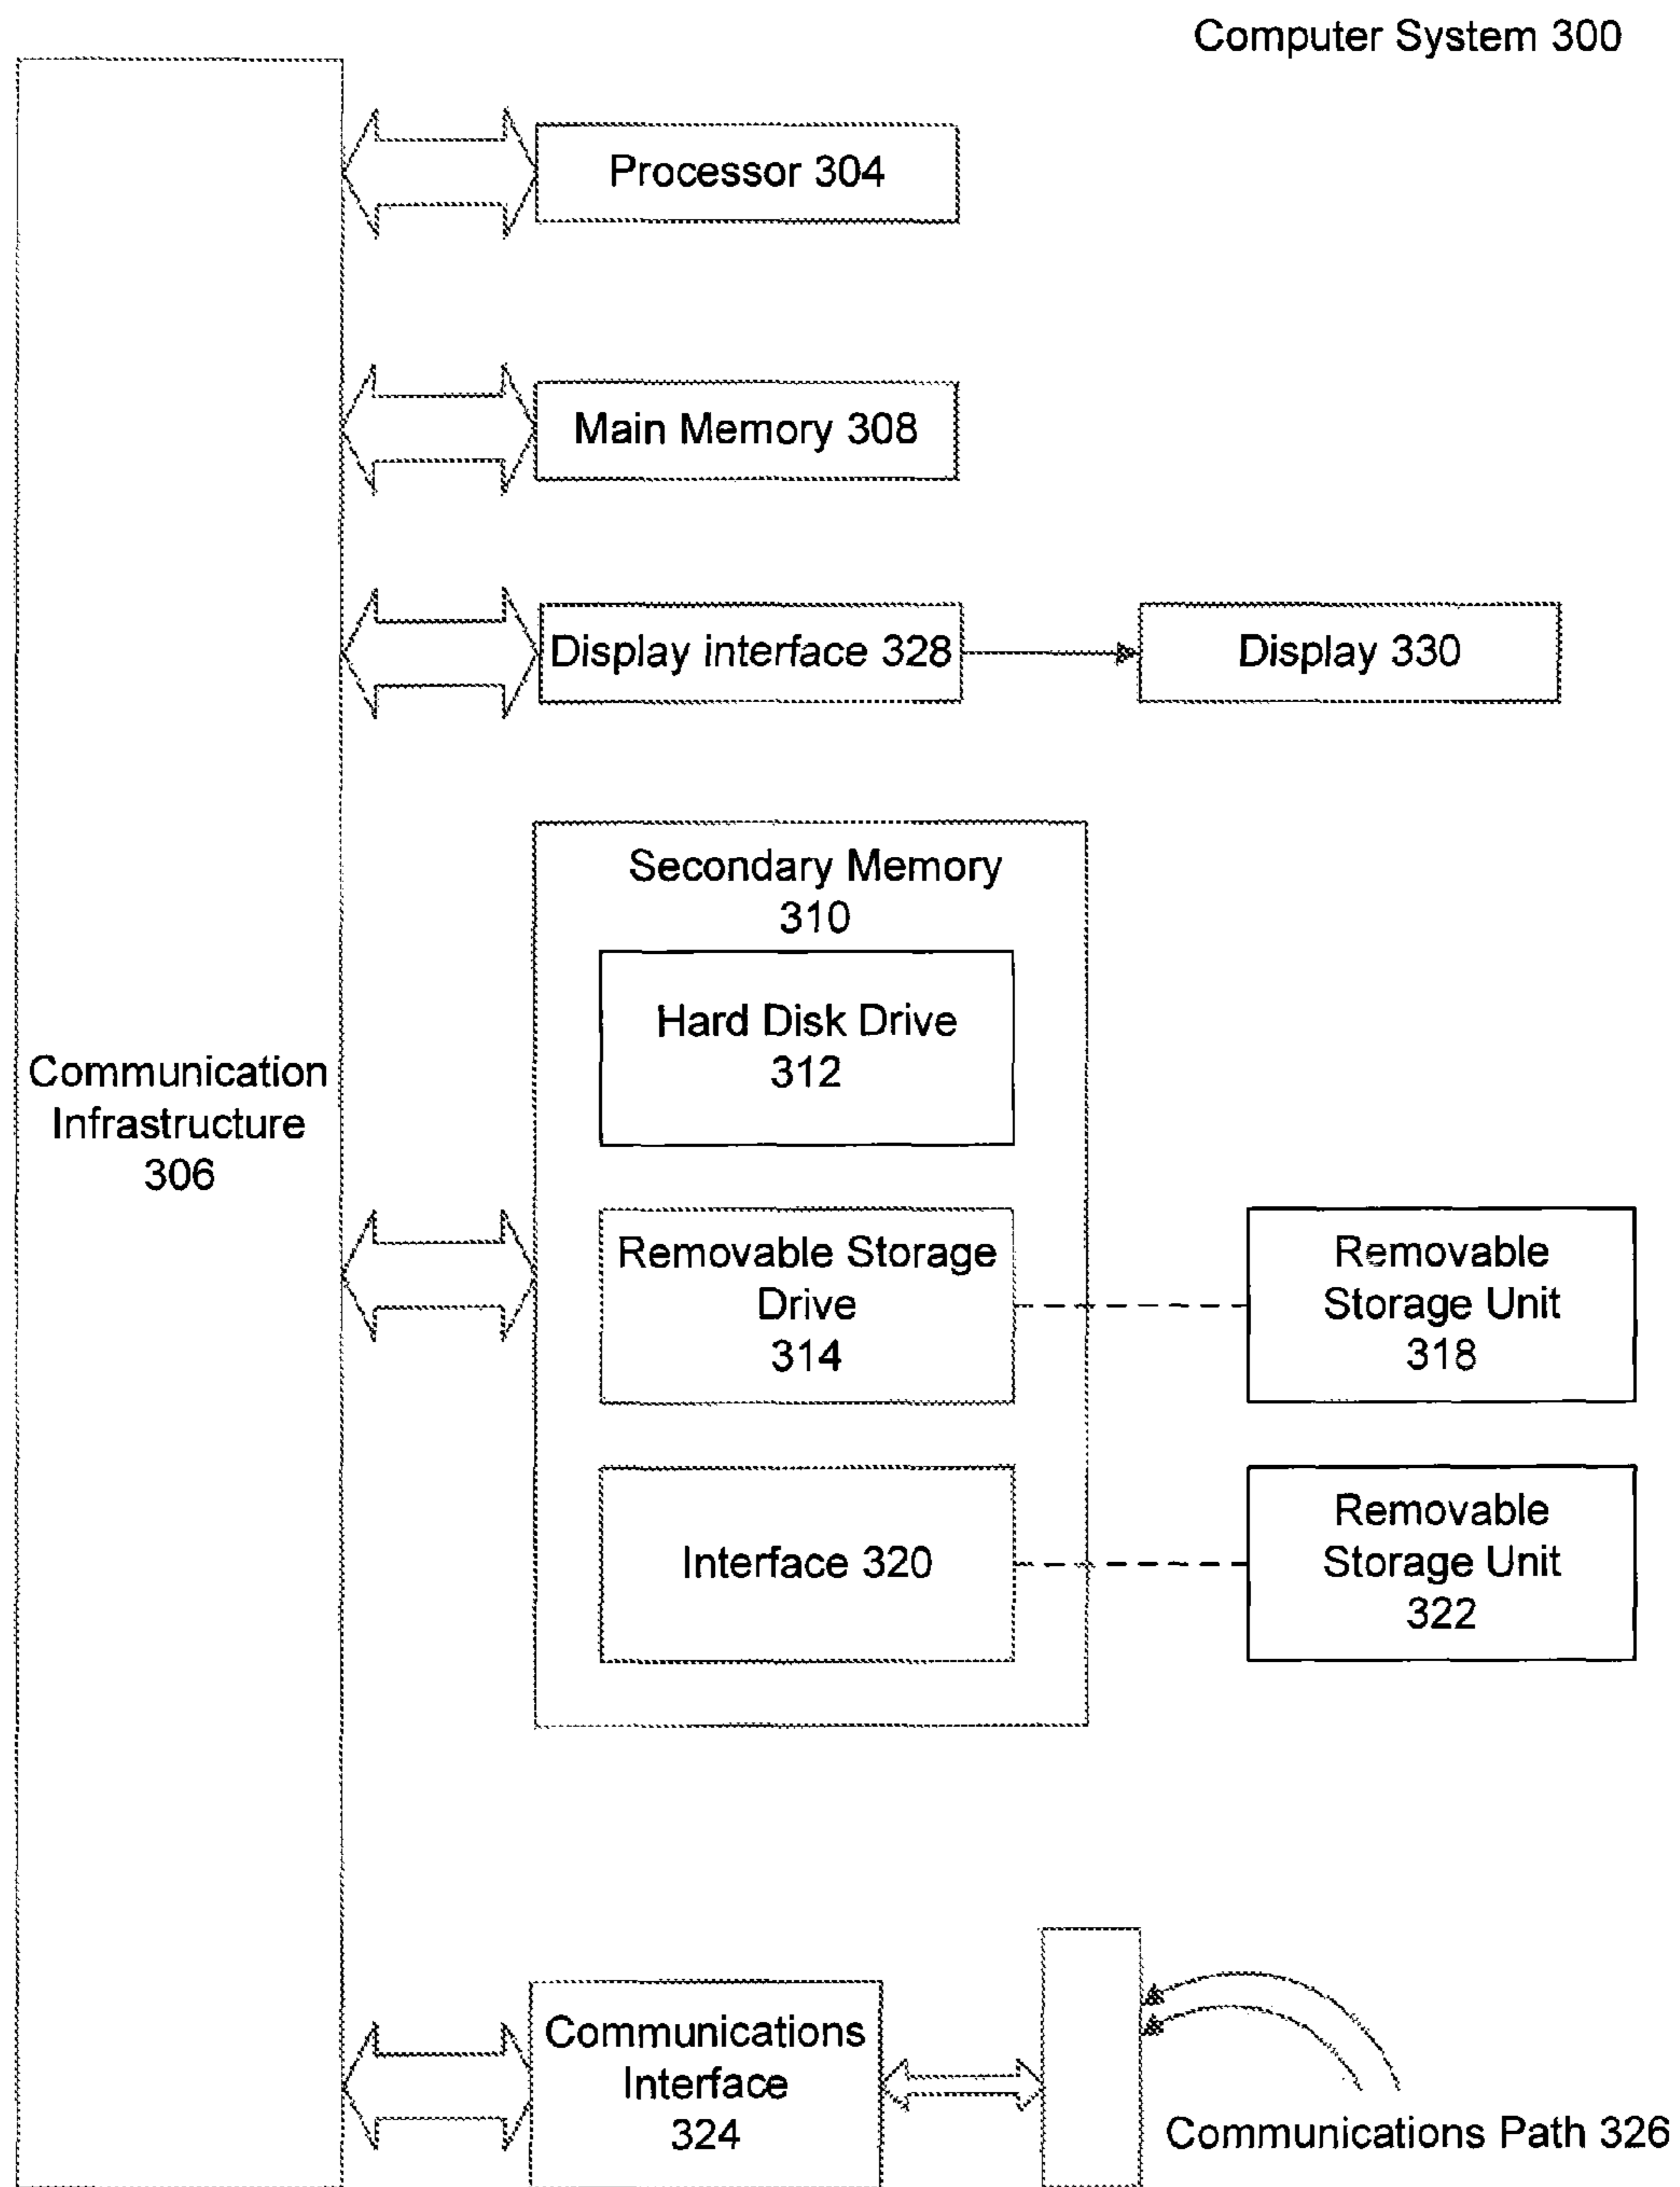 Computer System 300
Processor 304
Main Memory 308
Display interface 328
Display 330
Secondary Memory
310
Hard Disk Drive
312
Communication
Infrastructure
306
Removable Storage
Drive
314
Removable
Storage Unit
318
Interface 320
Removable
Storage Unit
322
Communications
Interface
324
Communications Path 326